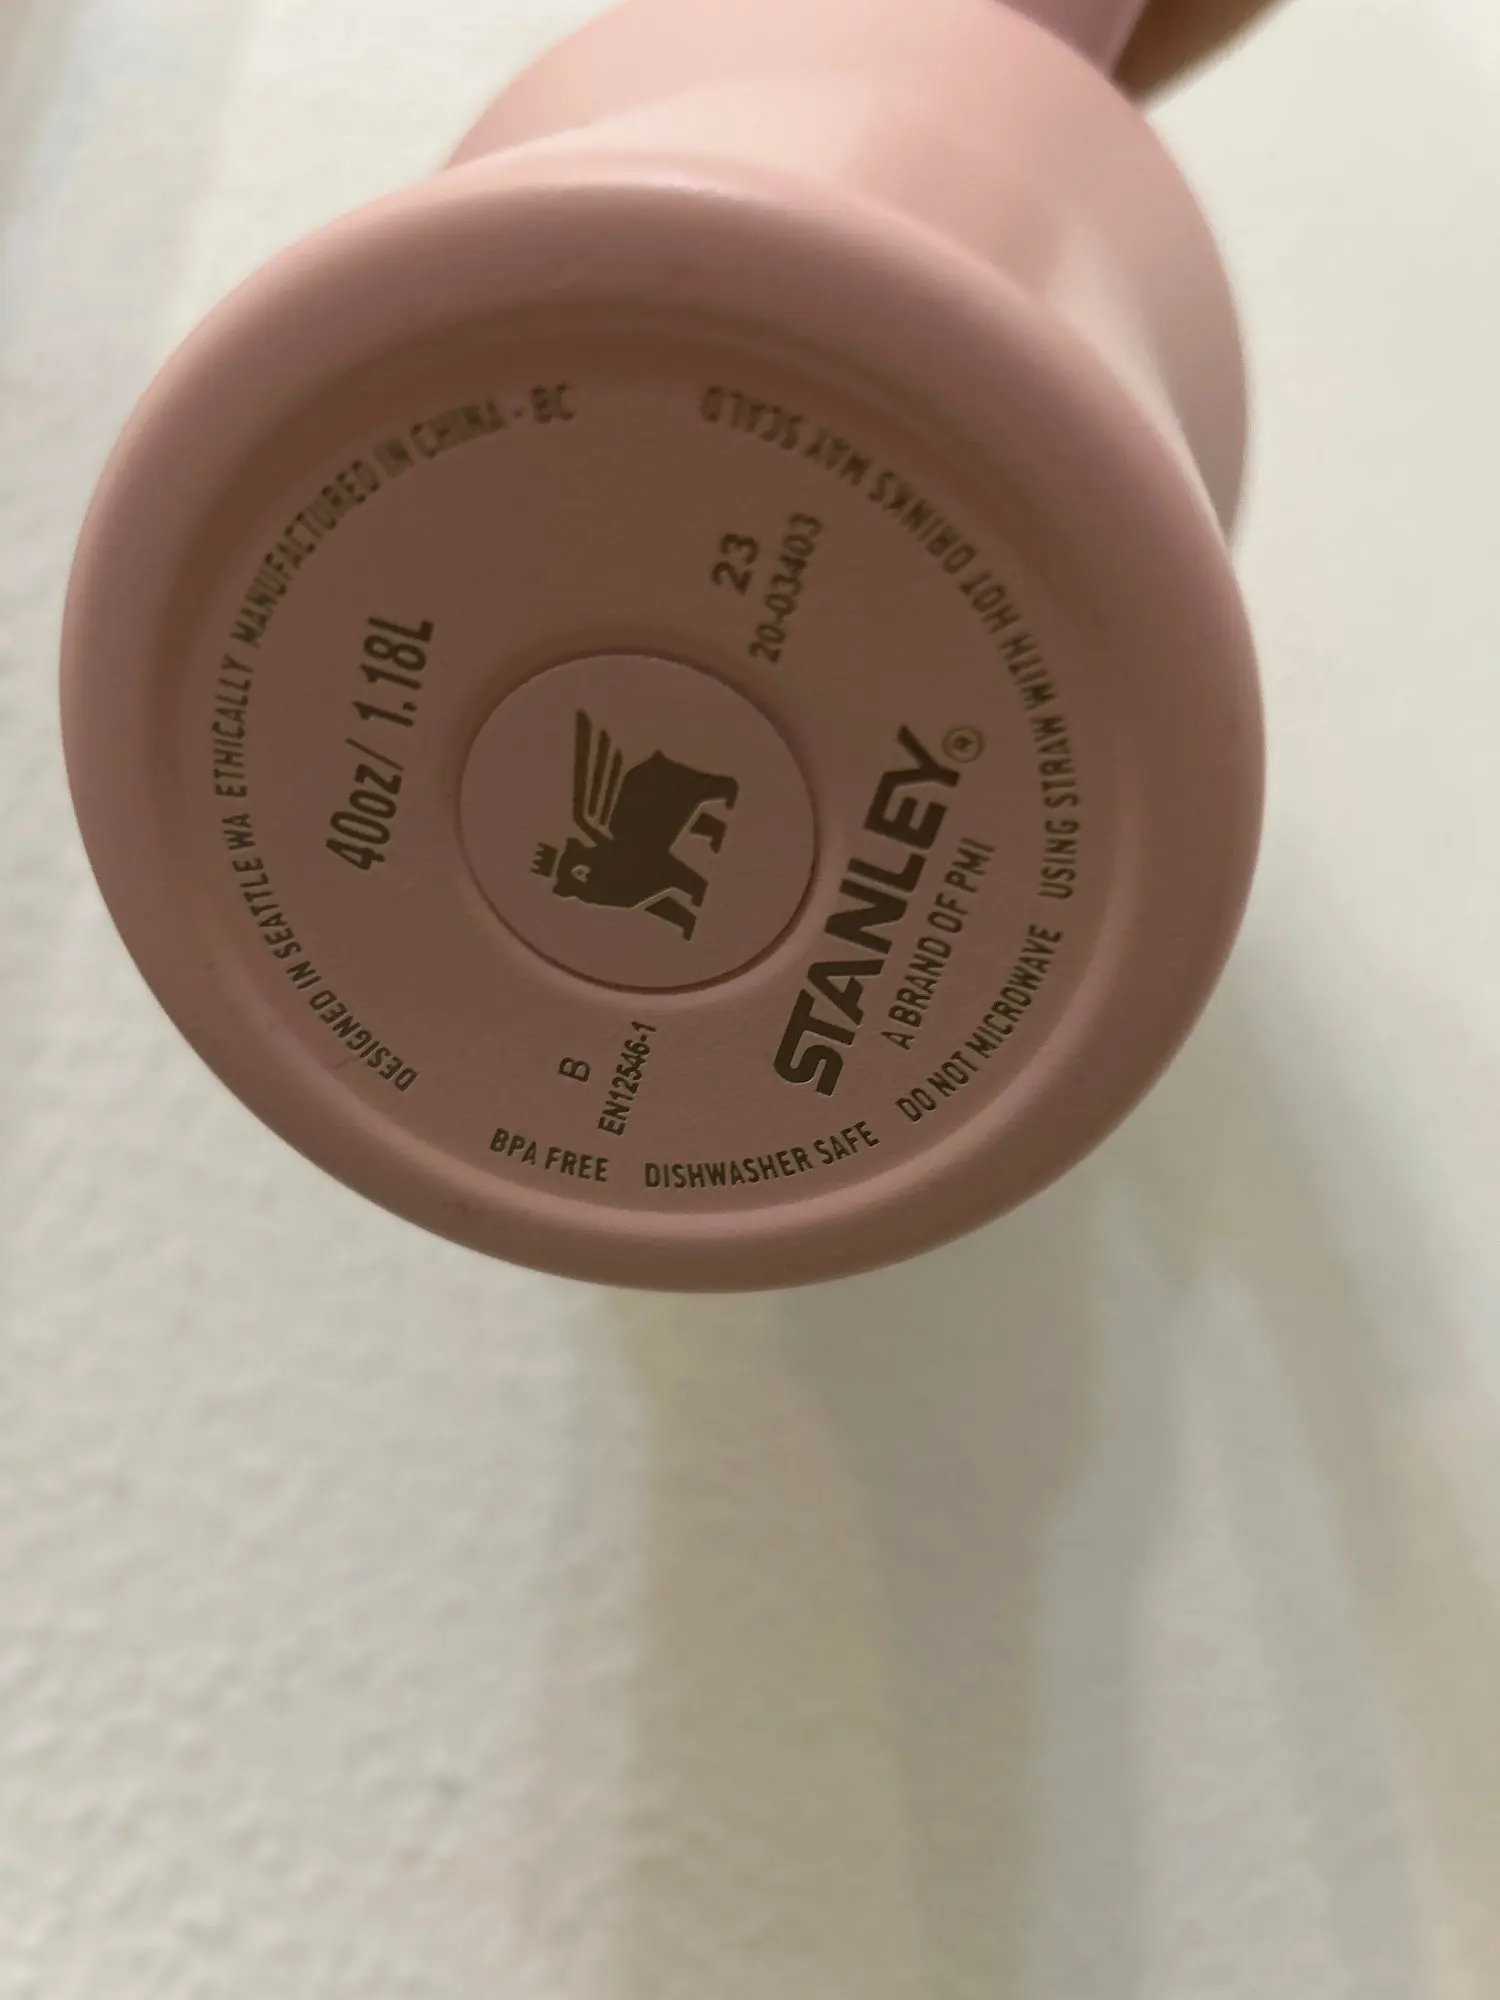 40oz/ 1.18L
23
20-03403
B
EN12546-1
STANLEY®
A BRAND OF PMI
DESIGNED IN SEATTLE WA ETHICALLY MANUFACTURED IN CHINA - BC
BPA FREE DISHWASHER SAFE DO NOT MICROWAVE USING STRAW WITH HOT DRINKS MAY SCALD